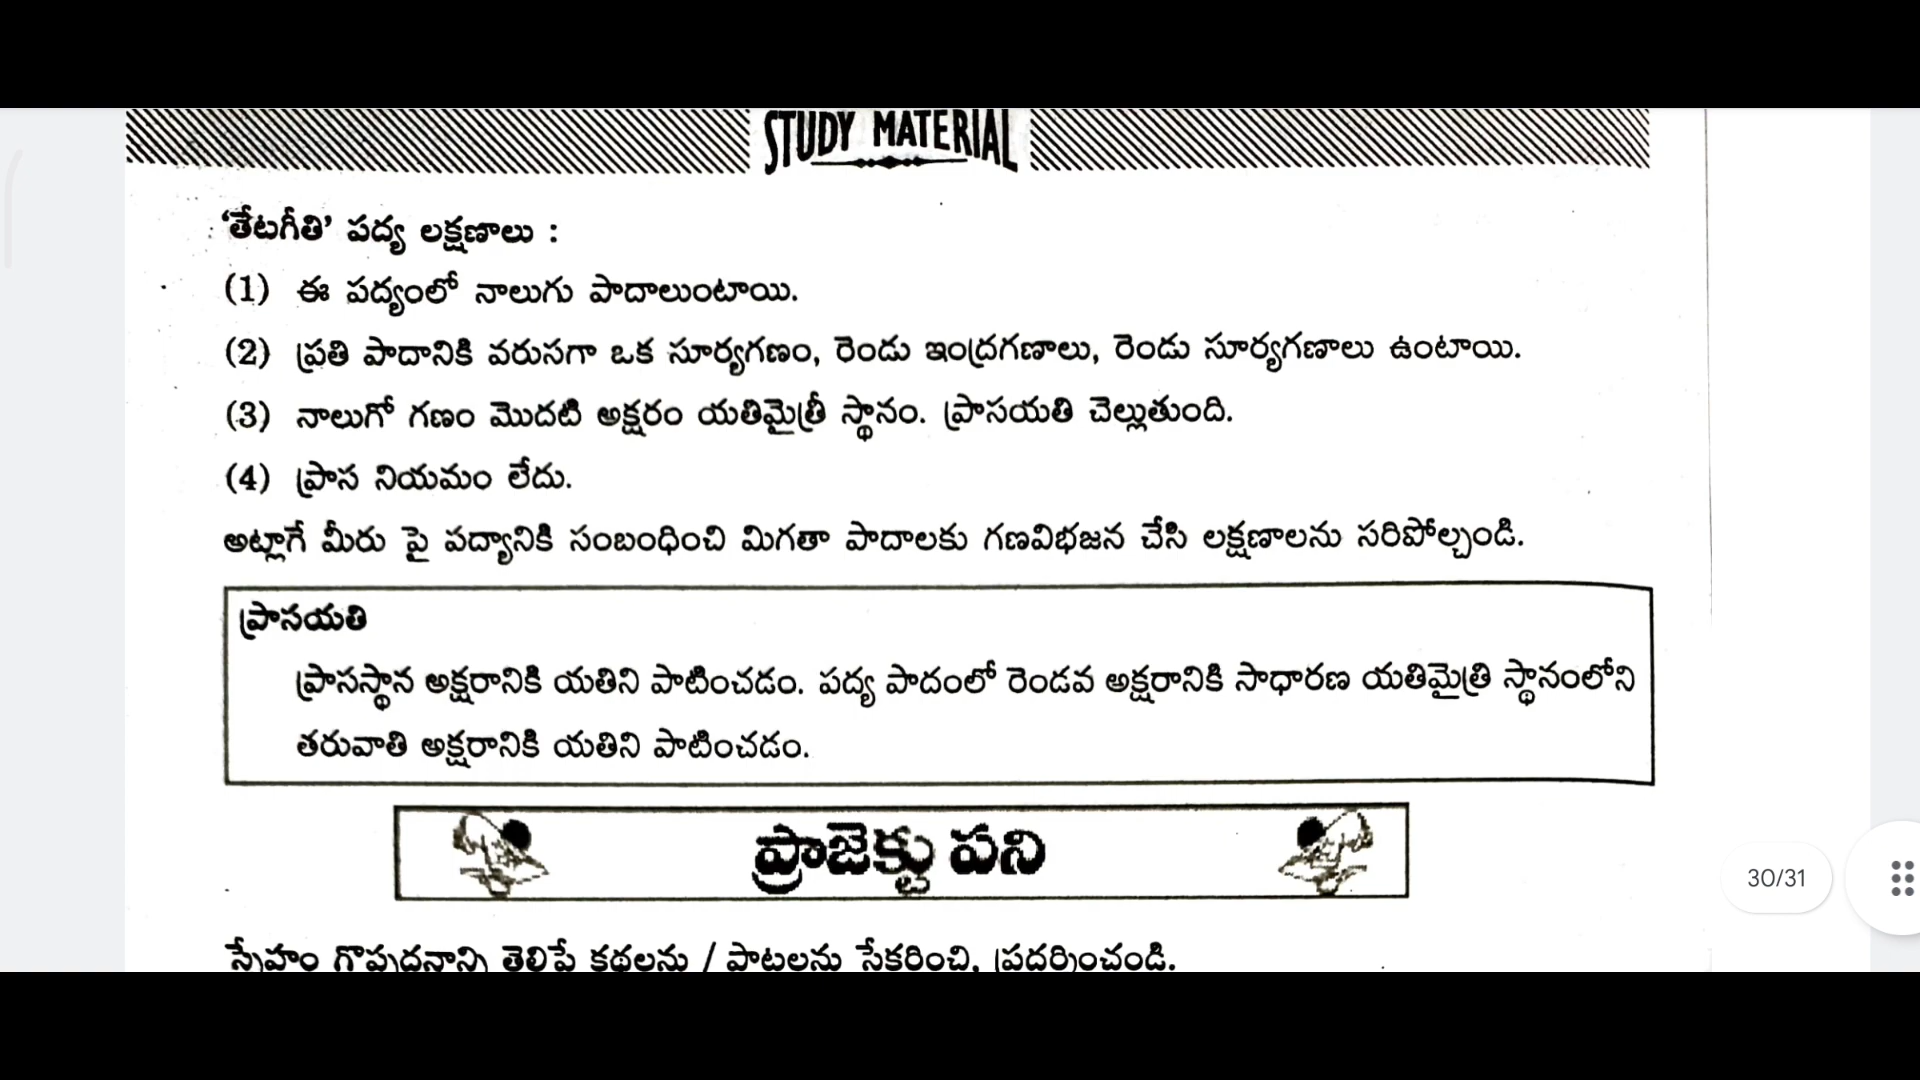 STUDY MATERIAL
‘తేటగీతి’ పద్య లక్షణాలు :
(1) ఈ పద్యంలో నాలుగు పాదాలుంటాయి.
(2) ప్రతి పాదానికి వరుసగా ఒక సూర్యగణం, రెండు ఇంద్రగణాలు, రెండు సూర్యగణాలు ఉంటాయి.
(3) నాలుగో గణం మొదటి అక్షరం యతిమైత్రీ స్థానం. ప్రాసయతి చెల్లుతుంది.
(4) ప్రాస నియమం లేదు.
అట్లాగే మీరు పై పద్యానికి సంబంధించి మిగతా పాదాలకు గణవిభజన చేసి లక్షణాలను సరిపోల్చండి.
ప్రాసయతి
ప్రాసస్థాన అక్షరానికి యతిని పాటించడం. పద్య పాదంలో రెండవ అక్షరానికి సాధారణ యతిమైత్రి స్థానంలోని
తరువాతి అక్షరానికి యతిని పాటించడం.
ప్రాజెక్టు పని
30/31
స్నేహం గొప్పదనాన్ని తెలిపే కథలను / పాటలను సేకరించి, ప్రదర్శించండి.